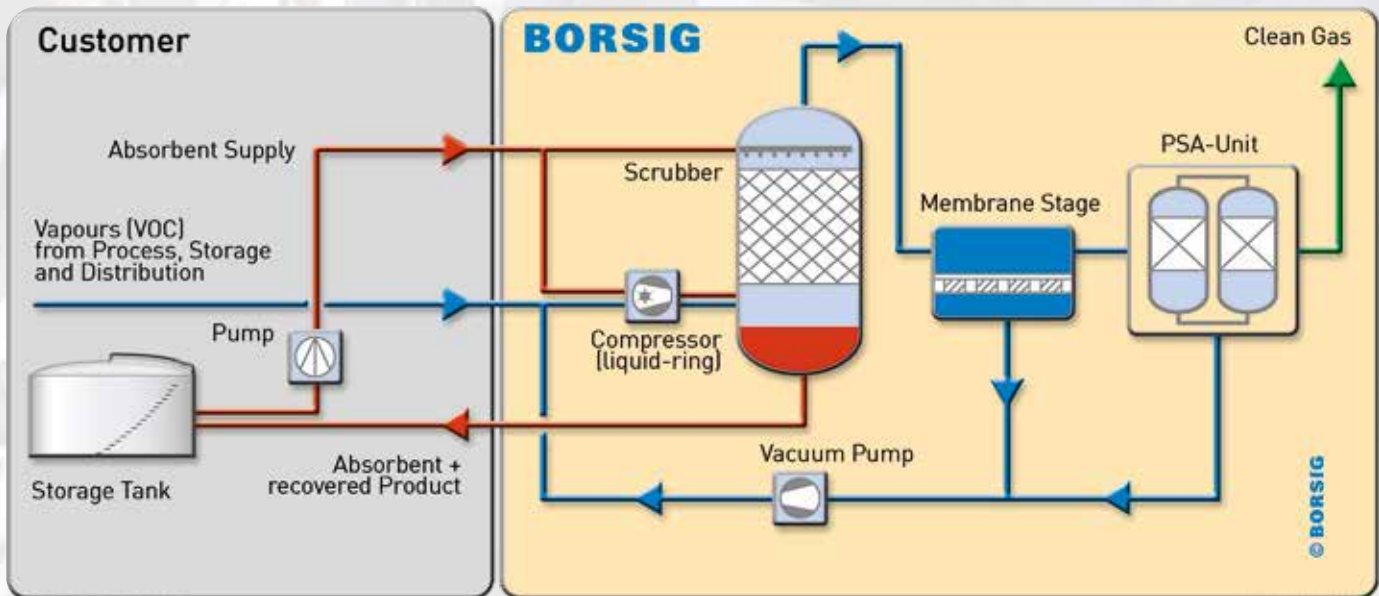 Customer
BORSIG
Clean Gas
Absorbent Supply
Scrubber
PSA-Unit
Membrane Stage
Vapours (VOC)
from Process, Storage
and Distribution
Pump
Compressor
(liquid-ring)
Vacuum Pump
Absorbent +
recovered Product
Storage Tank
© BORSIG